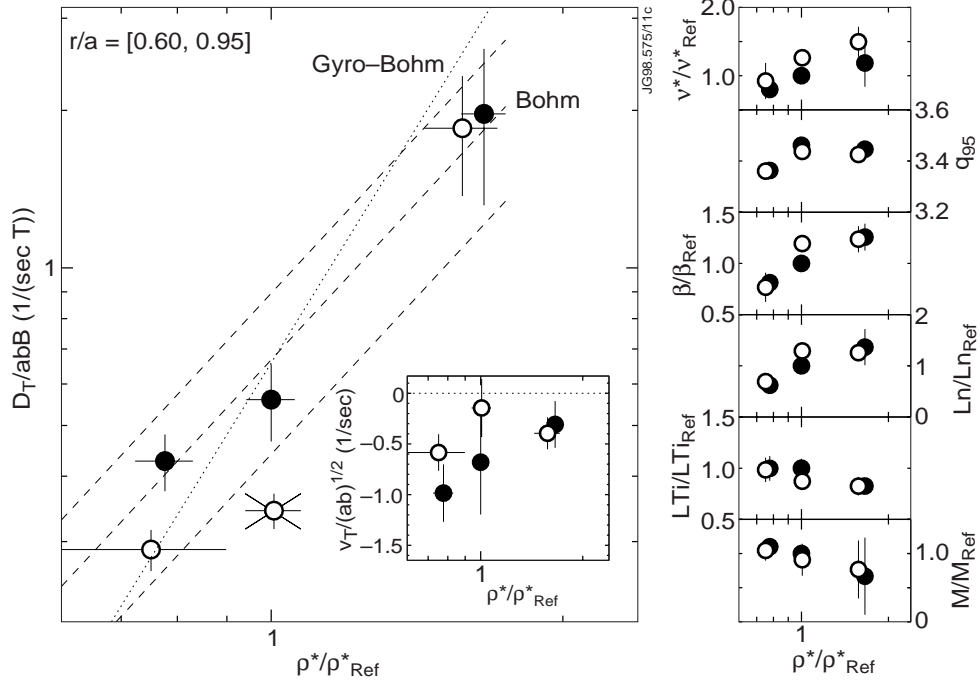 r/a = [0.60, 0.95]
Gyro–Bohm
Bohm
JG98.575/11c
D_T/abB (1/(sec T))
1
1
ρ*/ρ*_Ref
v_T/(ab)^1/2 (1/sec)
0
–0.5
–1.0
–1.5
1
ρ*/ρ*_Ref
ν*/ν*_Ref
2.0
1.0
q_95
3.6
3.4
3.2
β/β_Ref
1.5
1.0
0.5
Ln/Ln_Ref
2
1
0
LTi/LTi_Ref
1.5
1.0
0.5
M/M_Ref
1.0
0
1
ρ*/ρ*_Ref